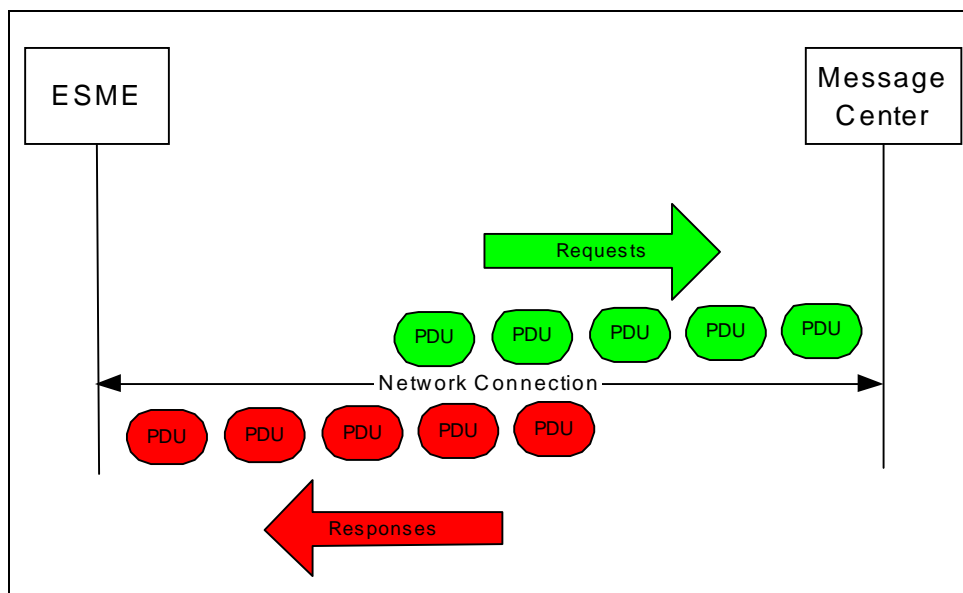 ESME
Message
Center
Requests
PDU PDU PDU PDU PDU
Network Connection
PDU PDU PDU PDU PDU
Responses